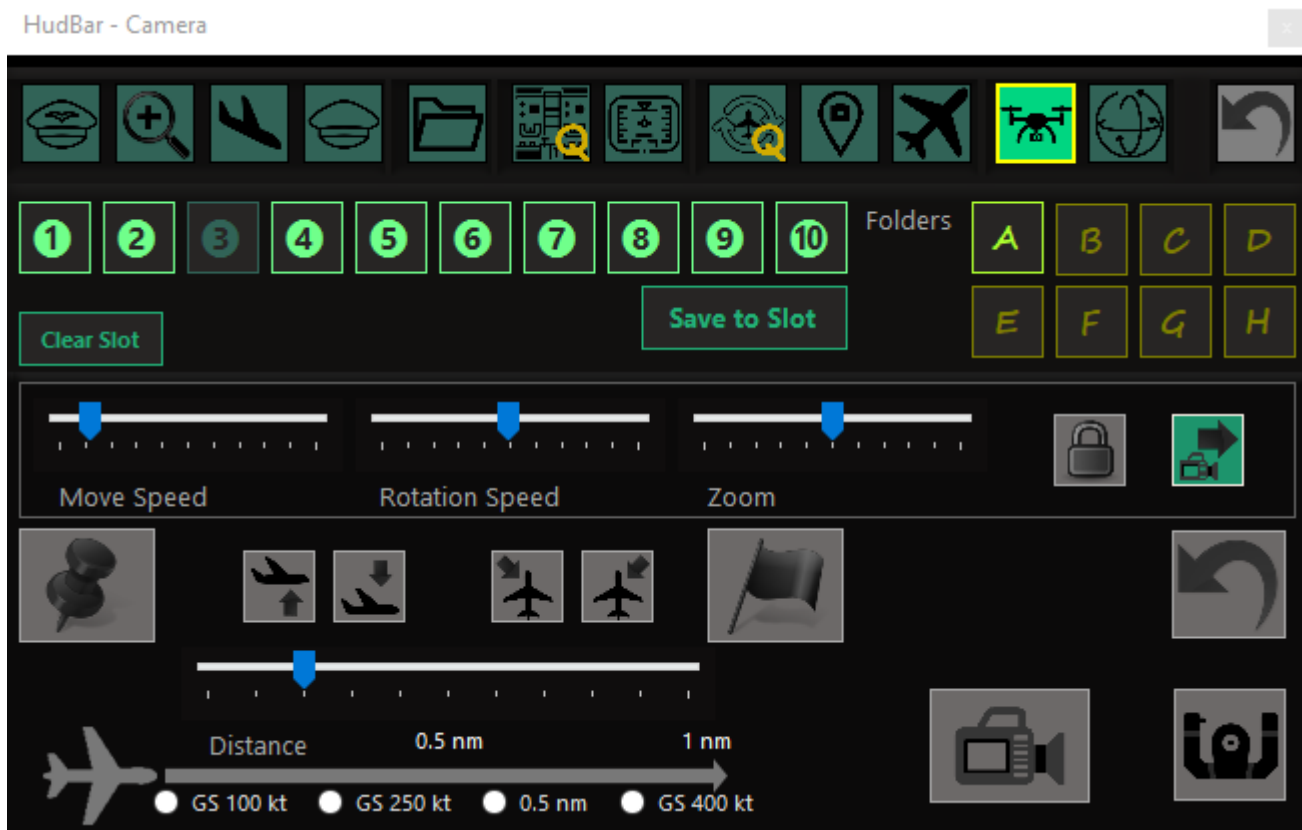 HudBar - Camera
x
Q
Q
1 2 3 4 5 6 7 8 9 10 Folders A B C D
E F G H
Save to Slot
Clear Slot
Move Speed Rotation Speed Zoom
Distance 0.5 nm 1 nm
GS 100 kt GS 250 kt 0.5 nm GS 400 kt